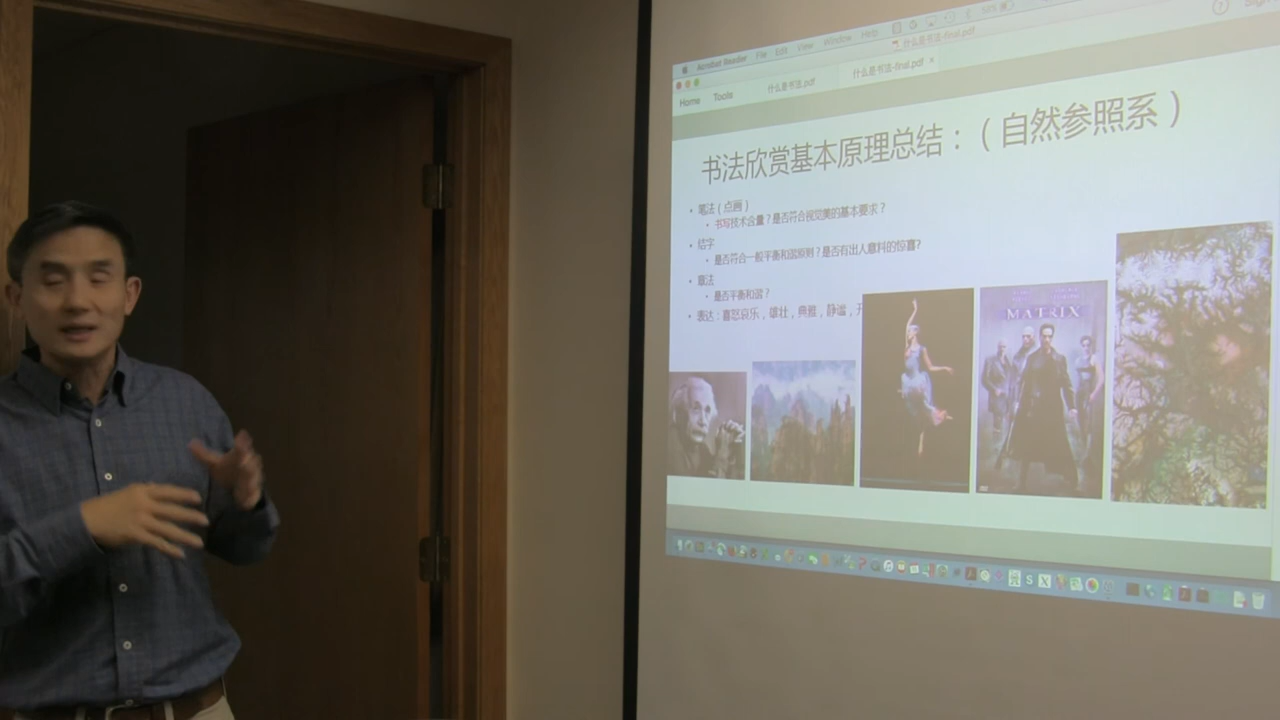 Acrobat Reader File Edit View Window Help
什么是书法-final.pdf
Home Tools 什么是书法.pdf 什么是书法-final.pdf ×
书法欣赏基本原理总结：（自然参照系）
• 笔法（点画）
• 书写技术含量？是否符合视觉美的基本要求？
• 结字
• 是否符合一般平衡和谐原则？是否有出人意料的惊喜?
• 章法
• 是否平衡和谐？
• 表达：喜怒哀乐，雄壮，典雅，静谧，
MATRIX